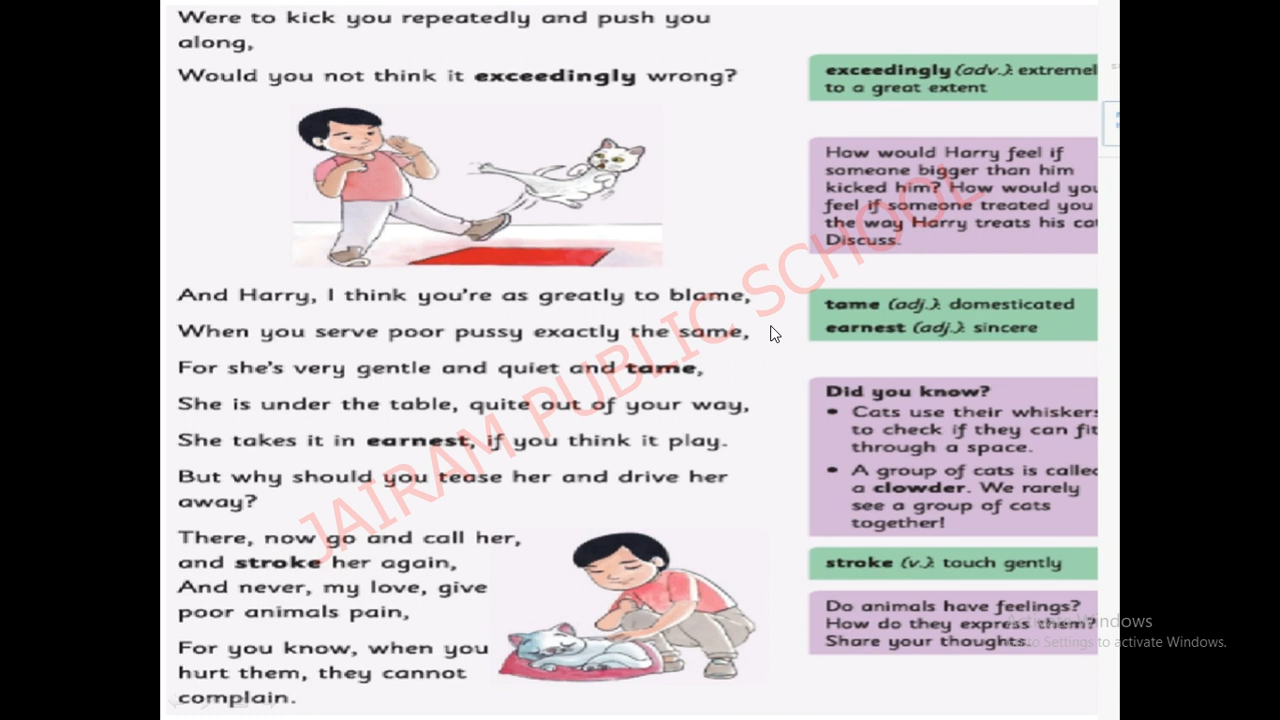 Were to kick you repeatedly and push you
along,
Would you not think it exceedingly wrong?
And Harry, I think you're as greatly to blame,
When you serve poor pussy exactly the same,
For she's very gentle and quiet and tame,
She is under the table, quite out of your way,
She takes it in earnest, if you think it play.
But why should you tease her and drive her
away?
There, now go and call her,
and stroke her again,
And never, my love, give
poor animals pain,
For you know, when you
hurt them, they cannot
complain.
exceedingly (adv.): extremel
to a great extent
How would Harry feel if
someone bigger than him
kicked him? How would you
feel if someone treated you
the way Harry treats his ca
Discuss.
tame (adj.): domesticated
earnest (adj.): sincere
Did you know?
• Cats use their whiskers
to check if they can fit
through a space.
• A group of cats is called
a clowder. We rarely
see a group of cats
together!
stroke (v.): touch gently
Do animals have feelings?
How do they express them?
Share your thoughts.
JAIRAM PUBLIC SCHOOL
Activate Windows
Go to Settings to activate Windows.